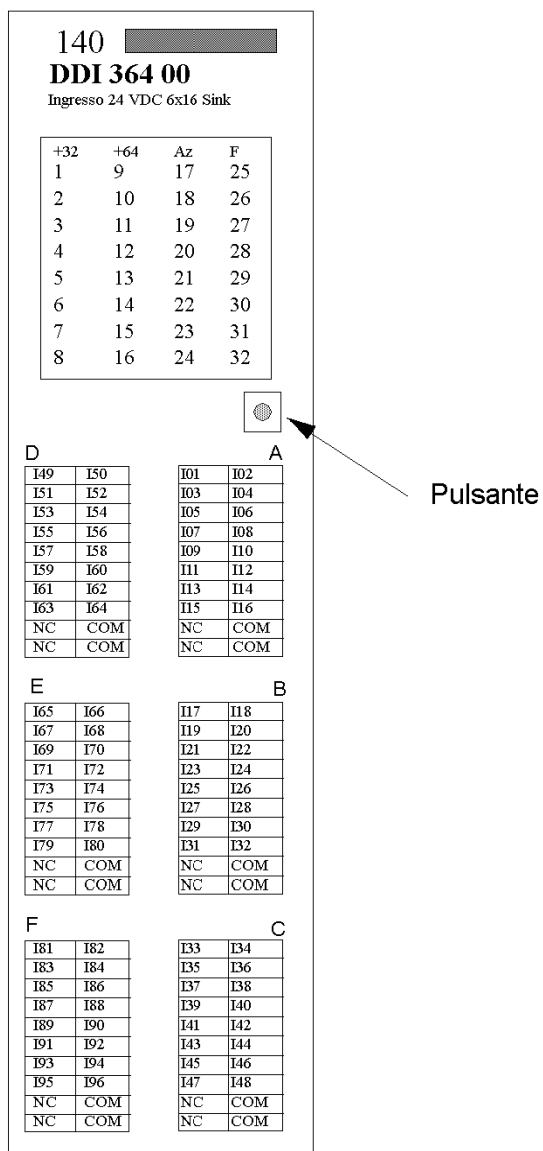 140
DDI 364 00
Ingresso 24 VDC 6x16 Sink
+32 +64 Az F
1 9 17 25
2 10 18 26
3 11 19 27
4 12 20 28
5 13 21 29
6 14 22 30
7 15 23 31
8 16 24 32
Pulsante
D A
I49 I50 I01 I02
I51 I52 I03 I04
I53 I54 I05 I06
I55 I56 I07 I08
I57 I58 I09 I10
I59 I60 I11 I12
I61 I62 I13 I14
I63 I64 I15 I16
NC COM NC COM
NC COM NC COM
E B
I65 I66 I17 I18
I67 I68 I19 I20
I69 I70 I21 I22
I71 I72 I23 I24
I73 I74 I25 I26
I75 I76 I27 I28
I77 I78 I29 I30
I79 I80 I31 I32
NC COM NC COM
NC COM NC COM
F C
I81 I82 I33 I34
I83 I84 I35 I36
I85 I86 I37 I38
I87 I88 I39 I40
I89 I90 I41 I42
I91 I92 I43 I44
I93 I94 I45 I46
I95 I96 I47 I48
NC COM NC COM
NC COM NC COM